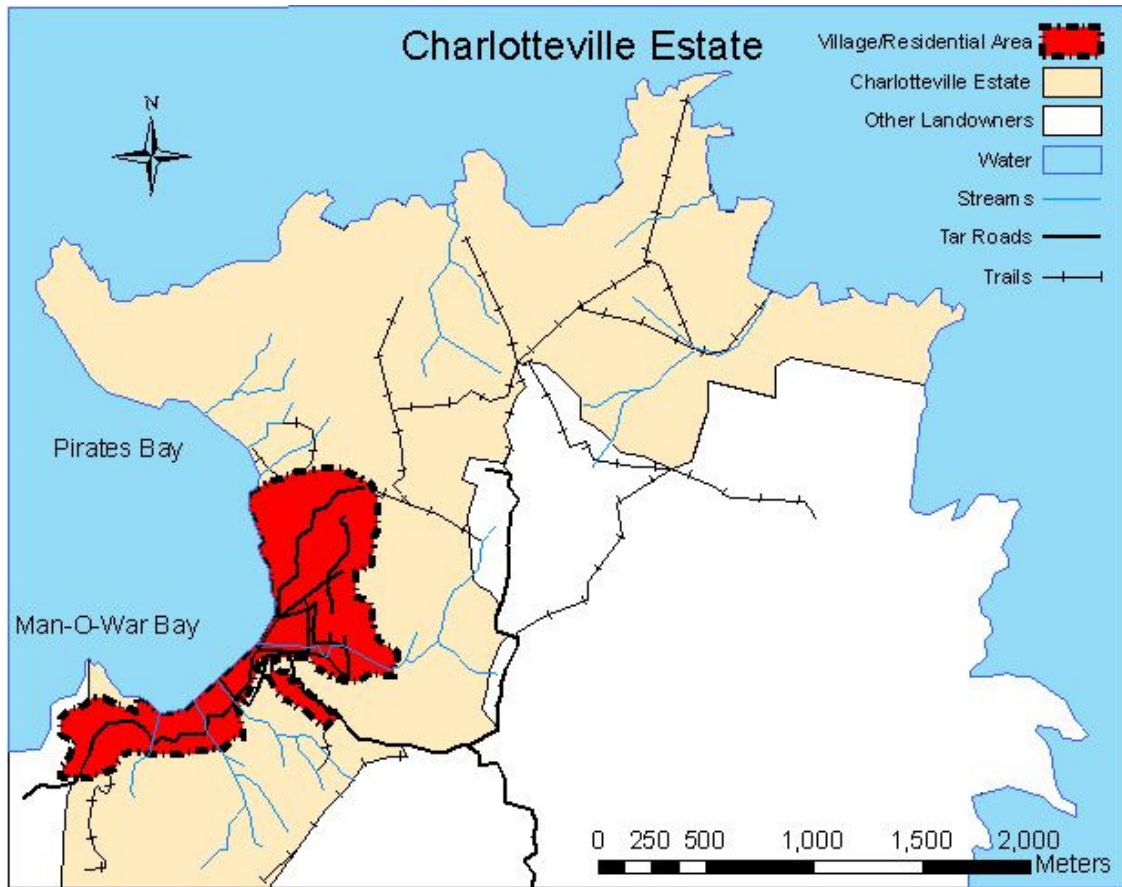 Charlotteville Estate
Village/Residential Area
Charlotteville Estate
Other Landowners
Water
Streams
Tar Roads
Trails
N
Pirates Bay
Man-O-War Bay
0 250 500 1,000 1,500 2,000
Meters